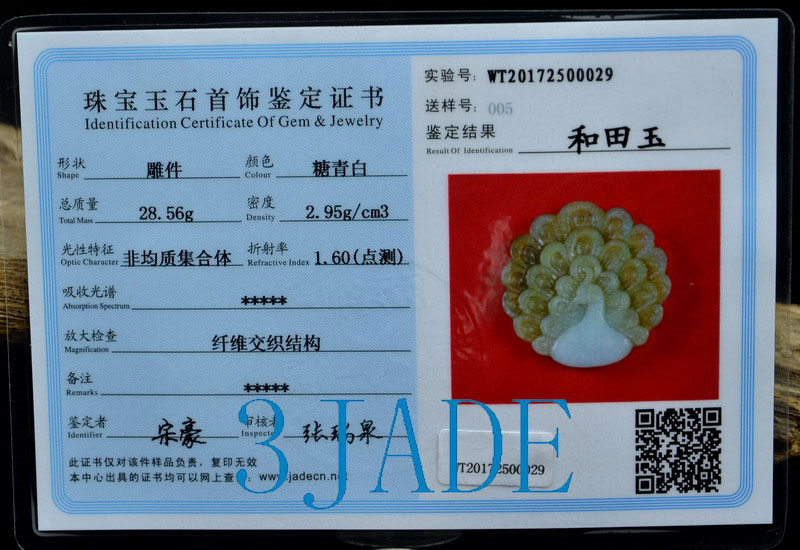 珠宝玉石首饰鉴定证书
Identification Certificate Of Gem & Jewelry
形状 Shape 雕件 颜色 Colour 糖青白
总质量 Total Mass 28.56g 密度 Density 2.95g/cm3
光性特征 Optic Character 非均质集合体 折射率 Refractive Index 1.60(点测)
吸收光谱 Absorption Spectrum *****
放大检查 Magnification 纤维交织结构
备注 Remarks *****
鉴定者 Identifier 宋豪 审核者 Inspecter 张瑞泉
此证书仅对该件样品负责，复印无效
本中心出具的证书均可以网上查询：www.jadecn.net
实验号：WT20172500029
送样号：005
鉴定结果 Result Of Identification 和田玉
WT20172500029
3JADE